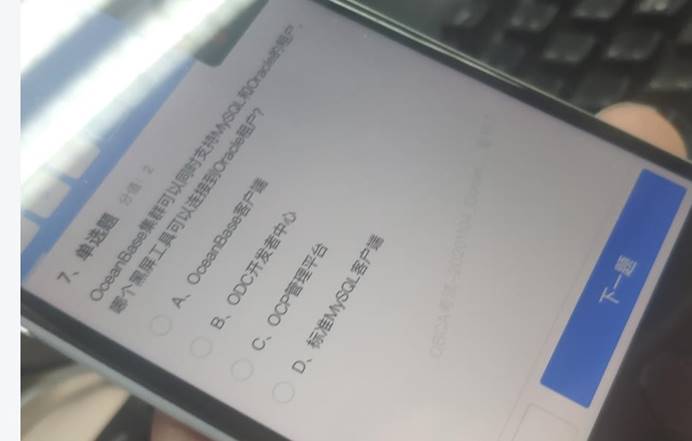 7、单选题 分值：2
OceanBase集群可以同时支持MySQL和Oracle的租户，
哪个黑屏工具可以连接到Oracle租户？
A、OceanBase客户端
B、ODC开发者中心
C、OCP管理平台
D、标准MySQL客户端
下一题